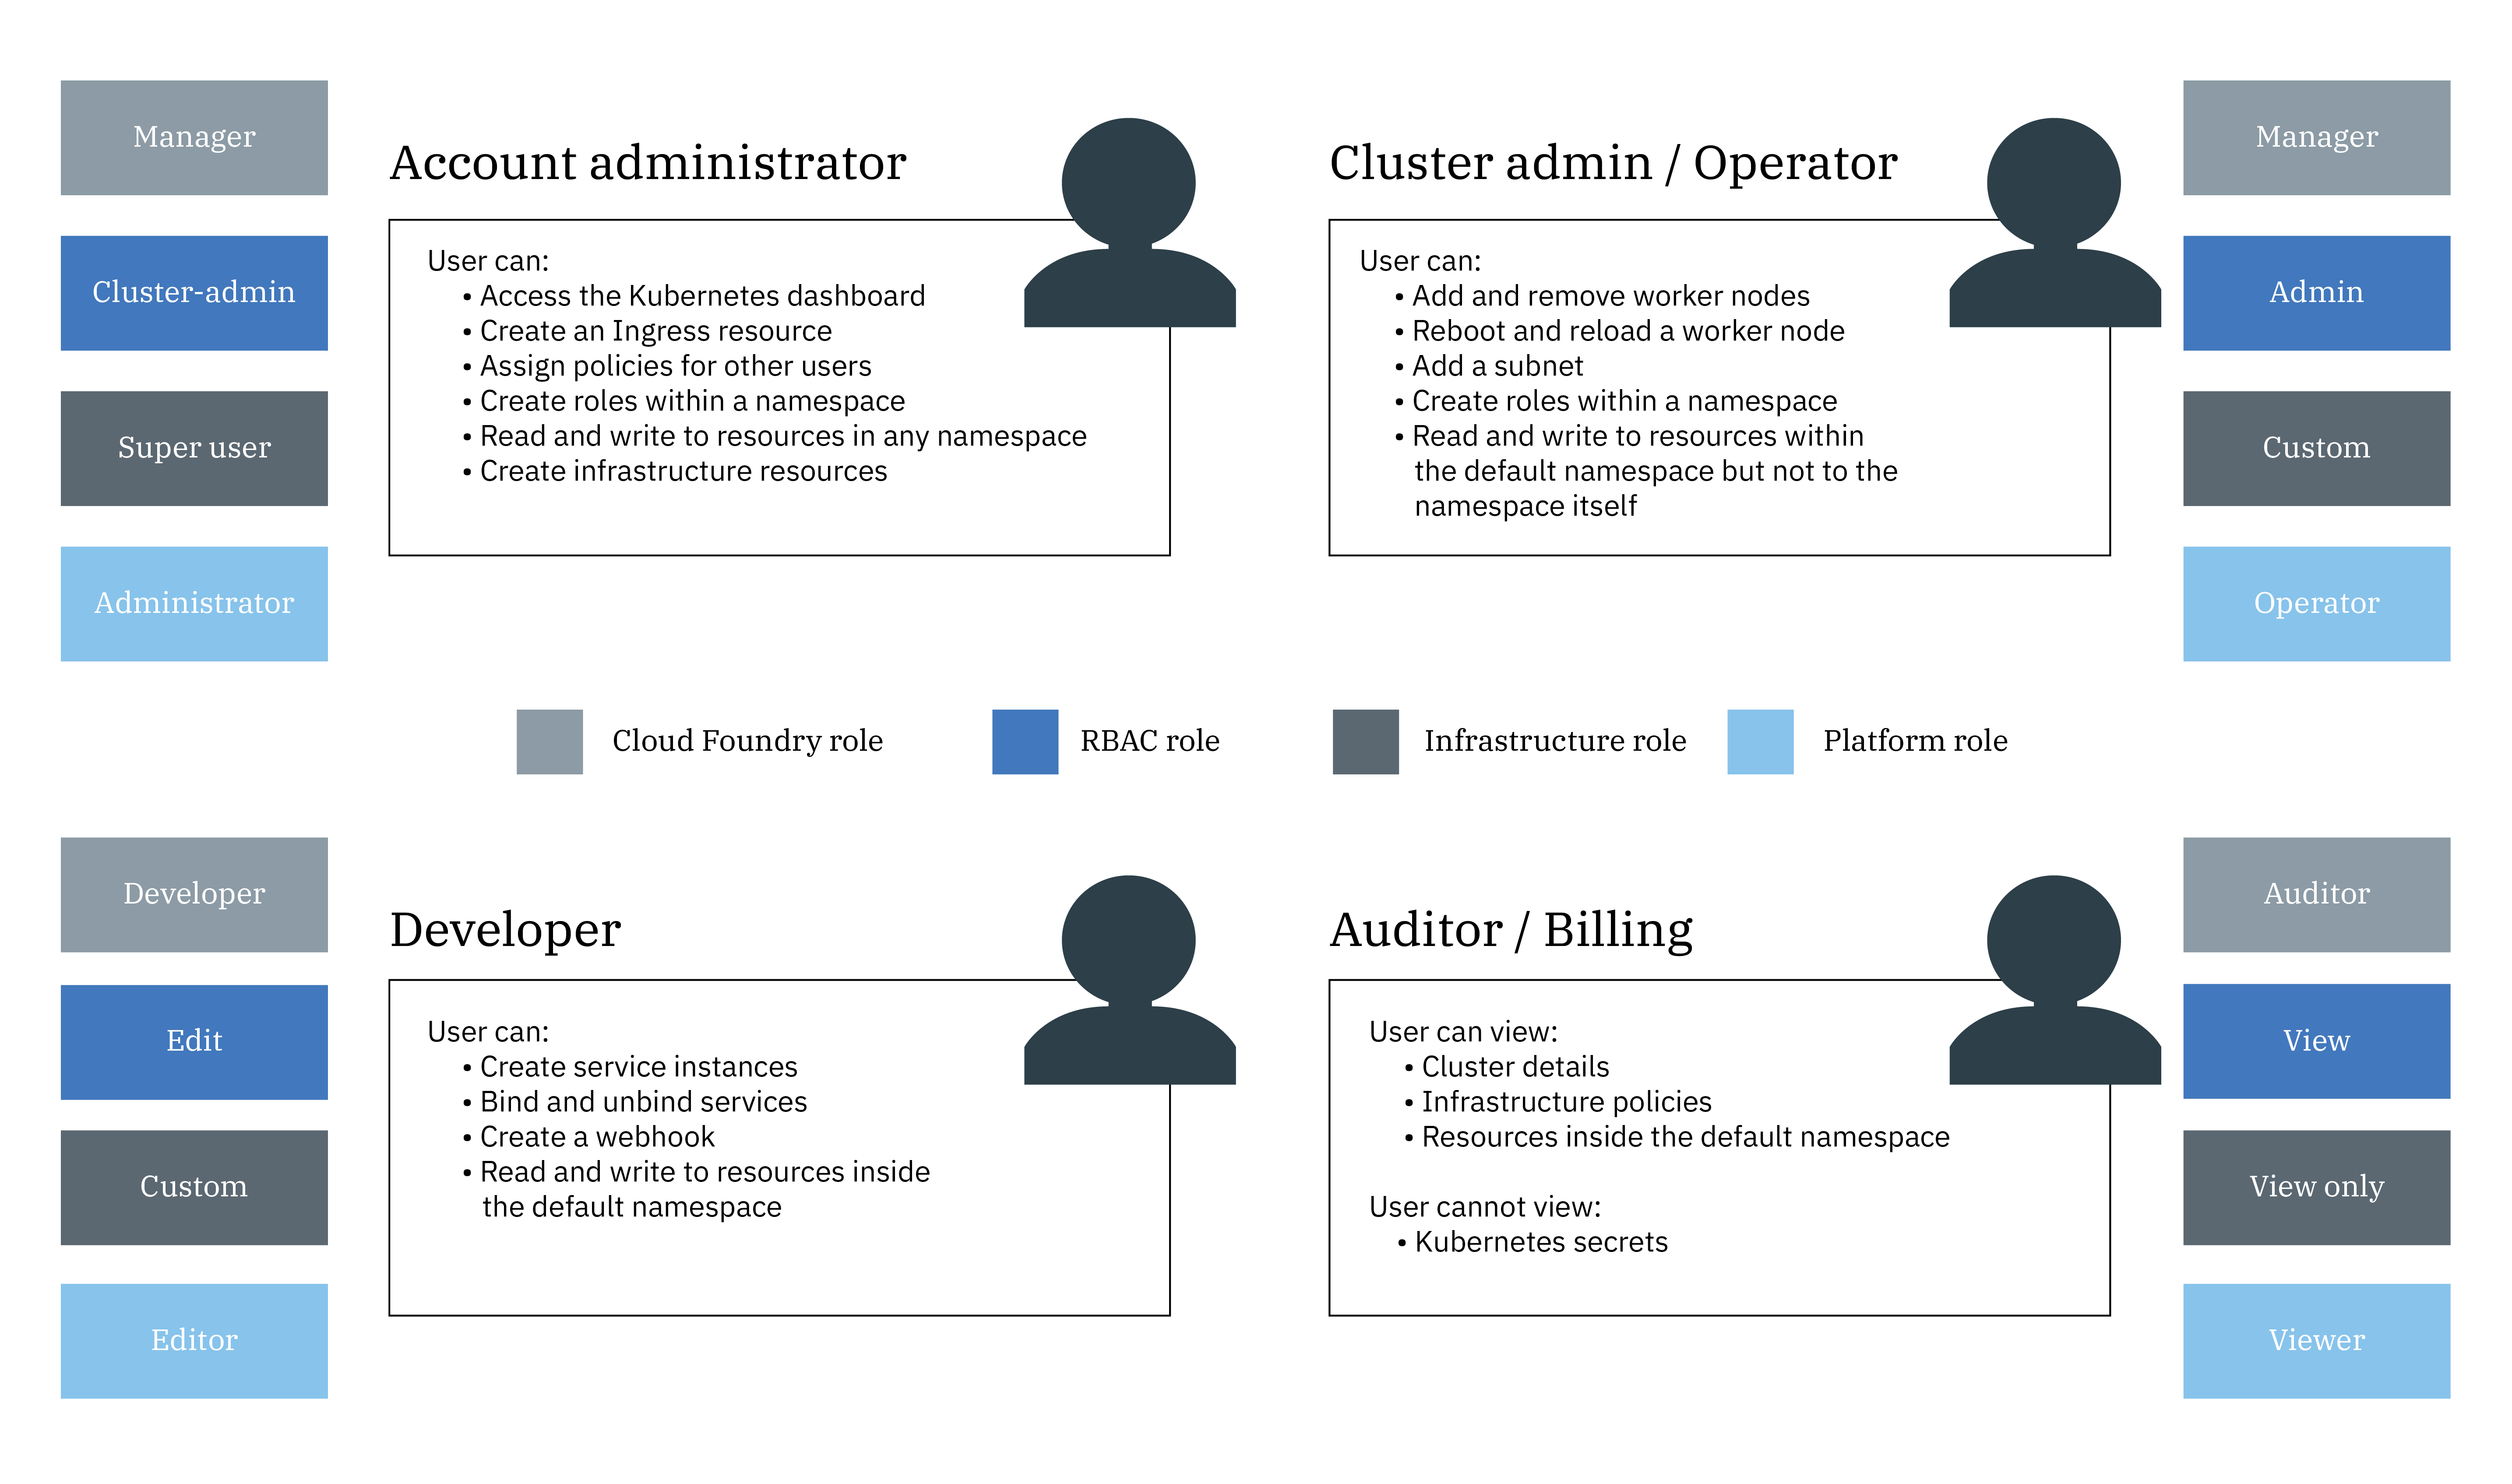 Manager
Cluster-admin
Super user
Administrator
Account administrator
User can:
• Access the Kubernetes dashboard
• Create an Ingress resource
• Assign policies for other users
• Create roles within a namespace
• Read and write to resources in any namespace
• Create infrastructure resources
Cluster admin / Operator
User can:
• Add and remove worker nodes
• Reboot and reload a worker node
• Add a subnet
• Create roles within a namespace
• Read and write to resources within
the default namespace but not to the
namespace itself
Manager
Admin
Custom
Operator
Cloud Foundry role
RBAC role
Infrastructure role
Platform role
Developer
Edit
Custom
Editor
Developer
User can:
• Create service instances
• Bind and unbind services
• Create a webhook
• Read and write to resources inside
the default namespace
Auditor / Billing
User can view:
• Cluster details
• Infrastructure policies
• Resources inside the default namespace
User cannot view:
• Kubernetes secrets
Auditor
View
View only
Viewer